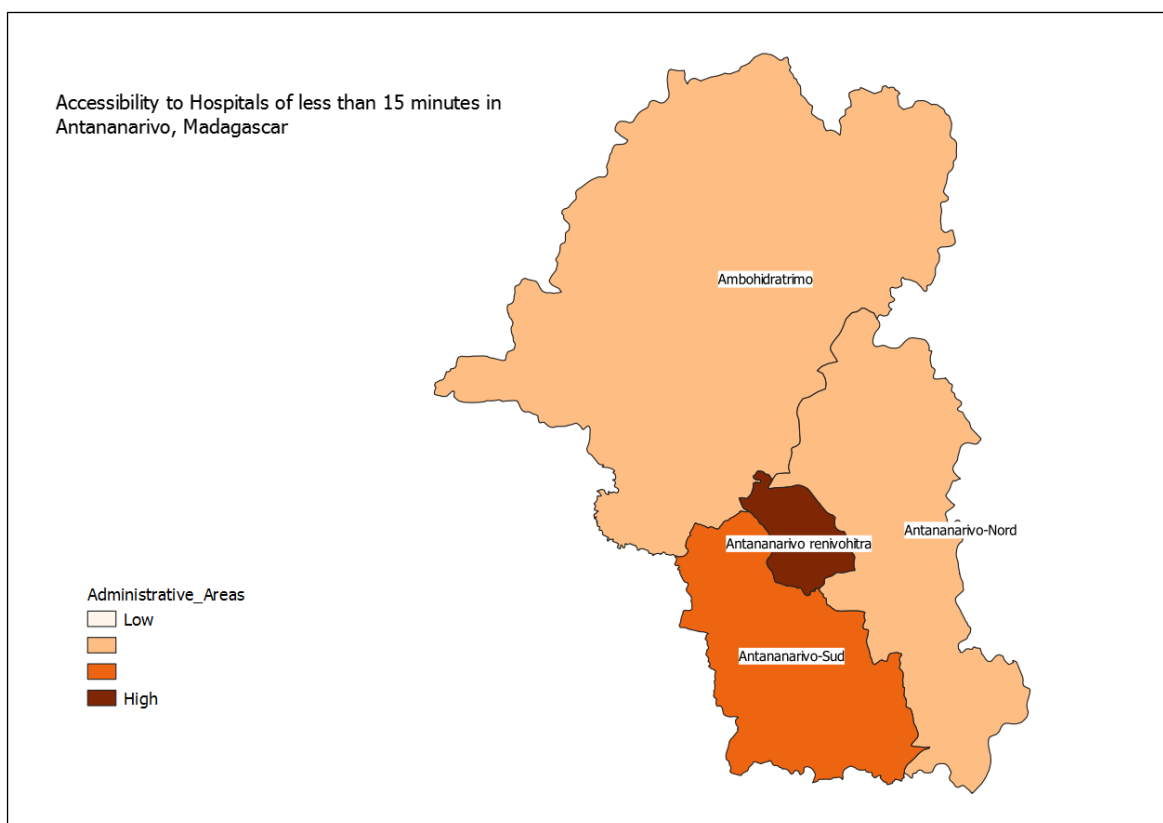 Accessibility to Hospitals of less than 15 minutes in
Antananarivo, Madagascar
Ambohidratrimo
Antananarivo-Nord
Antananarivo renivohitra
Antananarivo-Sud
Administrative_Areas
Low
High